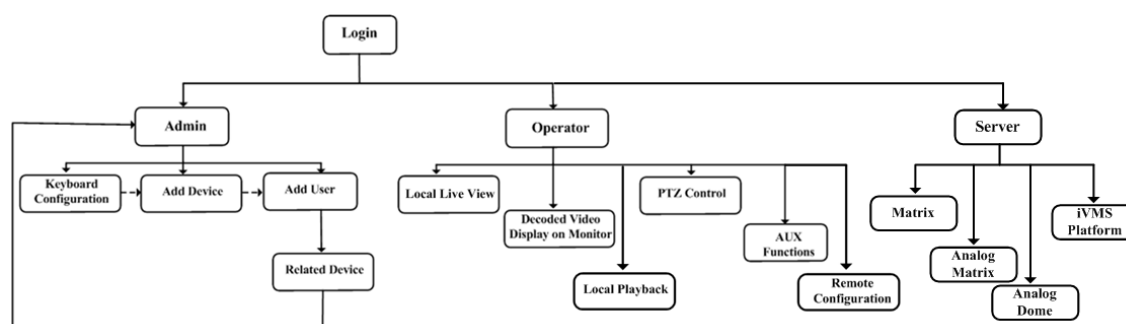 Login
Admin
Operator
Server
Keyboard
Configuration
Add Device
Add User
Related Device
Local Live View
Decoded Video
Display on Monitor
Local Playback
PTZ Control
AUX
Functions
Remote
Configuration
Matrix
Analog
Matrix
Analog
Dome
iVMS
Platform